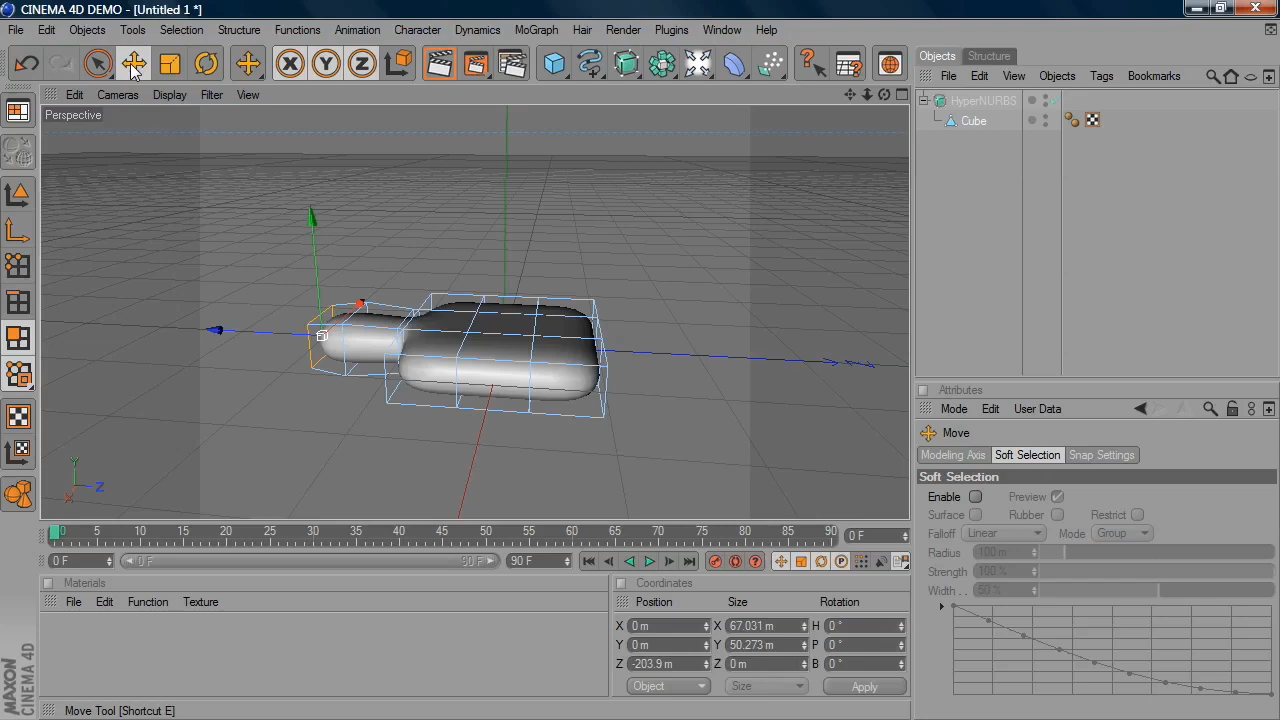 CINEMA 4D DEMO - [Untitled 1 *]
File Edit Objects Tools Selection Structure Functions Animation Character Dynamics MoGraph Hair Render Plugins Window Help
X Y Z
Objects Structure
File Edit View Objects Tags Bookmarks
Edit Cameras Display Filter View
HyperNURBS
Cube
Perspective
Y
Z
X
Attributes
Mode Edit User Data
Move
Modeling Axis Soft Selection Snap Settings
Soft Selection
Enable Preview
Surface Rubber Restrict
Falloff Linear Mode Group
Radius 100 m
Strength 100 %
Width . . 50 %
0 5 10 15 20 25 30 35 40 45 50 55 60 65 70 75 80 85 90 0 F
0 F 0 F 90 F 90 F
Materials
File Edit Function Texture
Coordinates
Position Size Rotation
X 0 m X 67.031 m H 0 °
Y 0 m Y 50.273 m P 0 °
Z -203.9 m Z 0 m B 0 °
Object Size Apply
MAXON
CINEMA 4D
Move Tool [Shortcut E]